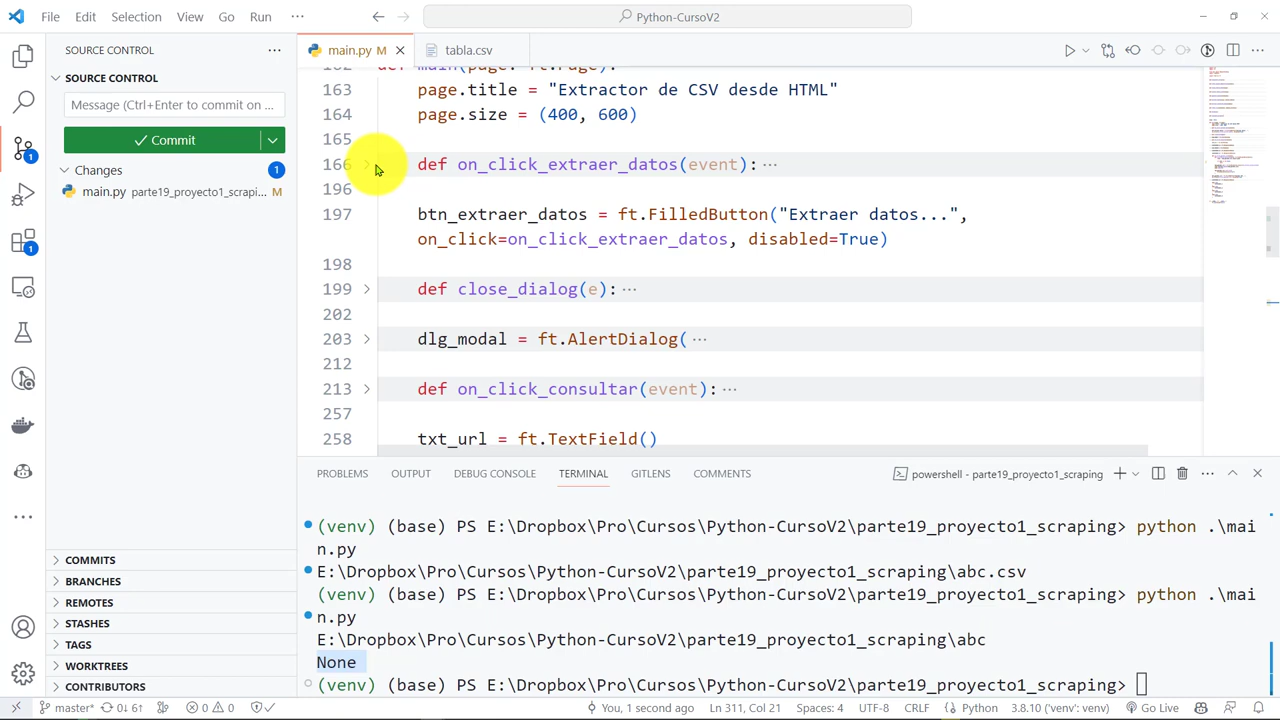 File Edit Selection View Go Run ··· Python-CursoV2
SOURCE CONTROL ···
main.py M
tabla.csv
SOURCE CONTROL
Message (Ctrl+Enter to commit on ...
Commit
Changes 1
main.py parte19_proyecto1_scrapi... M
COMMITS
BRANCHES
REMOTES
STASHES
TAGS
WORKTREES
CONTRIBUTORS
163 page.title = "Extractor de CSV desde HTML"
164 page.size = (400, 500)
def on_click_extraer_datos(event):
196
197 btn_extraer_datos = ft.FilledButton("Extraer datos...",
on_click=on_click_extraer_datos, disabled=True)
198
199 def close_dialog(e): ···
202
203 dlg_modal = ft.AlertDialog( ···
212
213 def on_click_consultar(event): ···
257
258 txt_url = ft.TextField()
PROBLEMS OUTPUT DEBUG CONSOLE TERMINAL GITLENS COMMENTS powershell - parte19_proyecto1_scraping
(venv) (base) PS E:\Dropbox\Pro\Cursos\Python-CursoV2\parte19_proyecto1_scraping> python .\mai
n.py
E:\Dropbox\Pro\Cursos\Python-CursoV2\parte19_proyecto1_scraping\abc.csv
(venv) (base) PS E:\Dropbox\Pro\Cursos\Python-CursoV2\parte19_proyecto1_scraping> python .\mai
n.py
E:\Dropbox\Pro\Cursos\Python-CursoV2\parte19_proyecto1_scraping\abc
None
(venv) (base) PS E:\Dropbox\Pro\Cursos\Python-CursoV2\parte19_proyecto1_scraping>
master* 0↓ 6↑ 0 0 You, 1 second ago Ln 311, Col 21 Spaces: 4 UTF-8 CRLF Python 3.8.10 ('venv': venv) Go Live